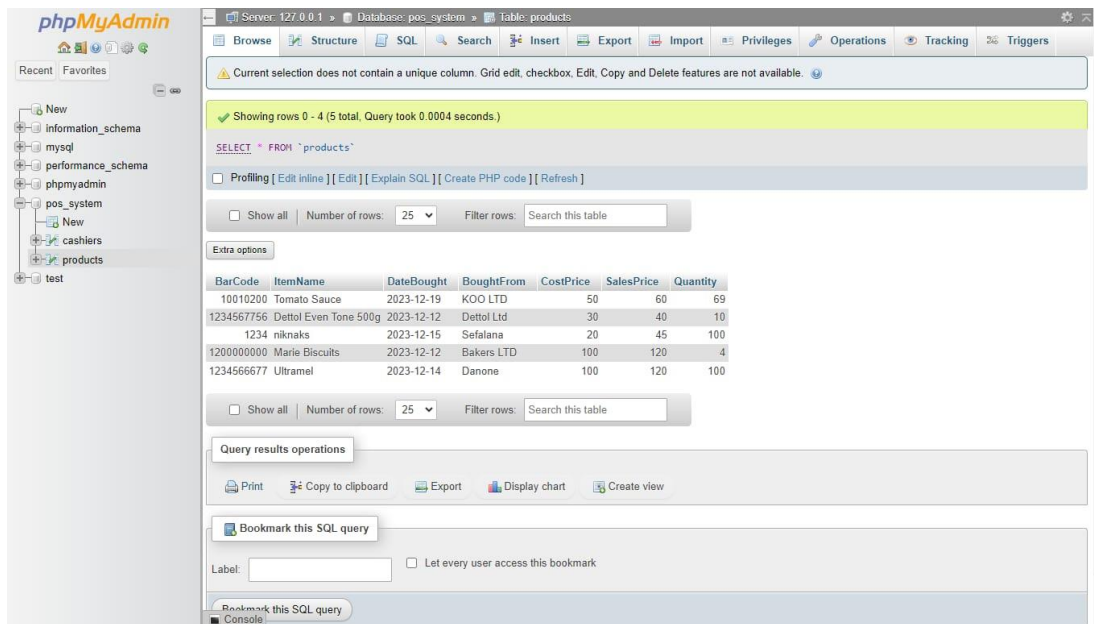 phpMyAdmin
Recent Favorites
New
information_schema
mysql
performance_schema
phpmyadmin
pos_system
New
cashiers
products
test
Server: 127.0.0.1 » Database: pos_system » Table: products
Browse Structure SQL Search Insert Export Import Privileges Operations Tracking Triggers
Current selection does not contain a unique column. Grid edit, checkbox, Edit, Copy and Delete features are not available.
Showing rows 0 - 4 (5 total, Query took 0.0004 seconds.)
SELECT * FROM `products`
Profiling [ Edit inline ] [ Edit ] [ Explain SQL ] [ Create PHP code ] [ Refresh ]
Show all | Number of rows: 25 Filter rows: Search this table
Extra options
BarCode ItemName DateBought BoughtFrom CostPrice SalesPrice Quantity
10010200 Tomato Sauce 2023-12-19 KOO LTD 50 60 69
1234567756 Dettol Even Tone 500g 2023-12-12 Dettol Ltd 30 40 10
1234 niknaks 2023-12-15 Sefalana 20 45 100
1200000000 Marie Biscuits 2023-12-12 Bakers LTD 100 120 4
1234566677 Ultramel 2023-12-14 Danone 100 120 100
Show all | Number of rows: 25 Filter rows: Search this table
Query results operations
Print Copy to clipboard Export Display chart Create view
Bookmark this SQL query
Label: Let every user access this bookmark
Bookmark this SQL query
Console